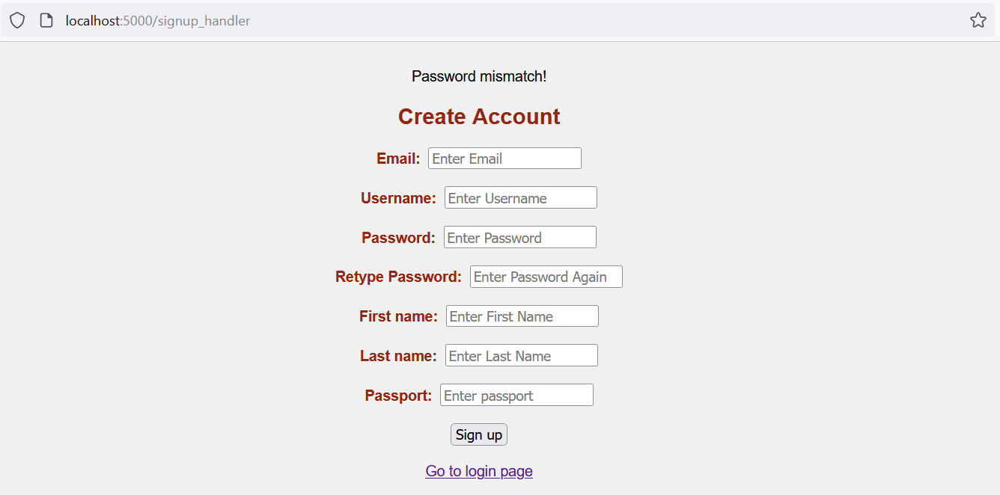 localhost:5000/signup_handler
Password mismatch!
Create Account
Email: Enter Email
Username: Enter Username
Password: Enter Password
Retype Password: Enter Password Again
First name: Enter First Name
Last name: Enter Last Name
Passport: Enter passport
Sign up
Go to login page